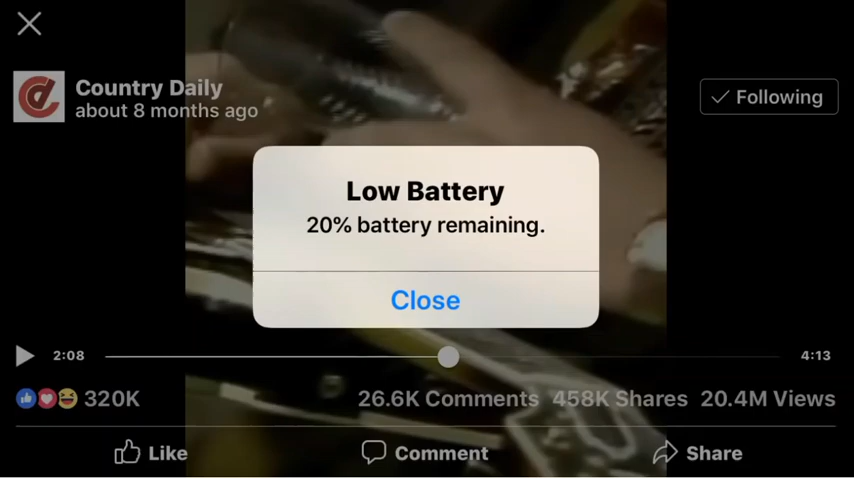 Country Daily
about 8 months ago
Following
Low Battery
20% battery remaining.
Close
2:08
4:13
320K
26.6K Comments 458K Shares 20.4M Views
Like
Comment
Share